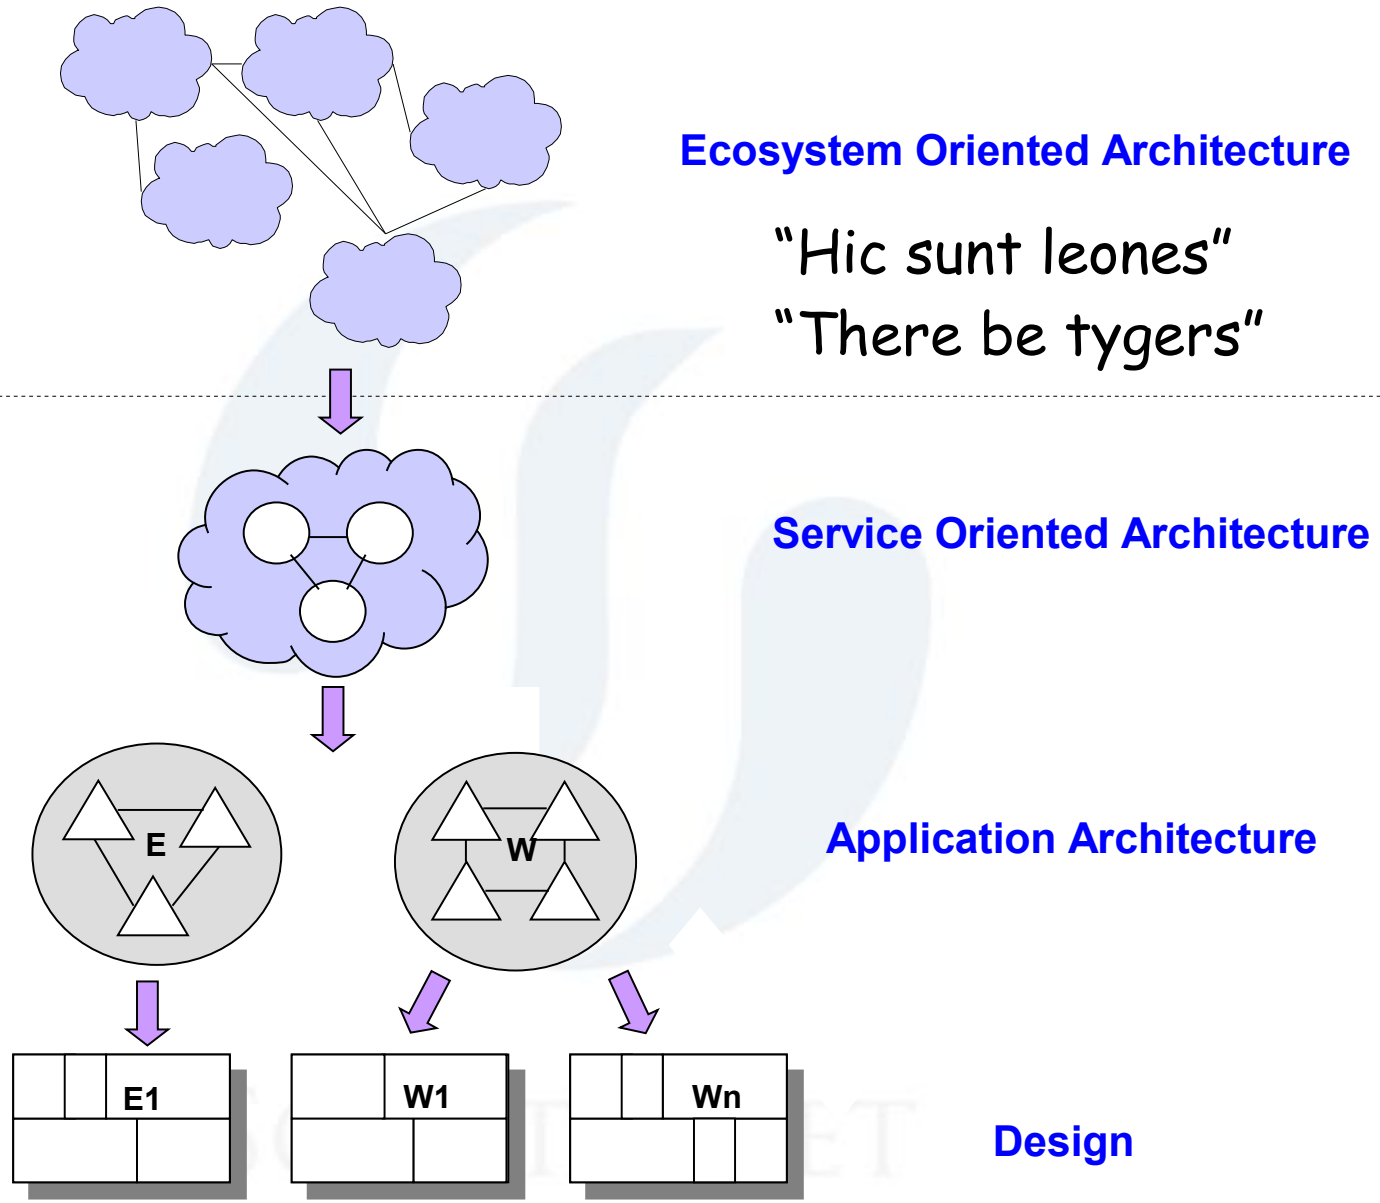 Ecosystem Oriented Architecture
“Hic sunt leones”
“There be tygers”
Service Oriented Architecture
E
W
Application Architecture
E1
W1
Wn
Design